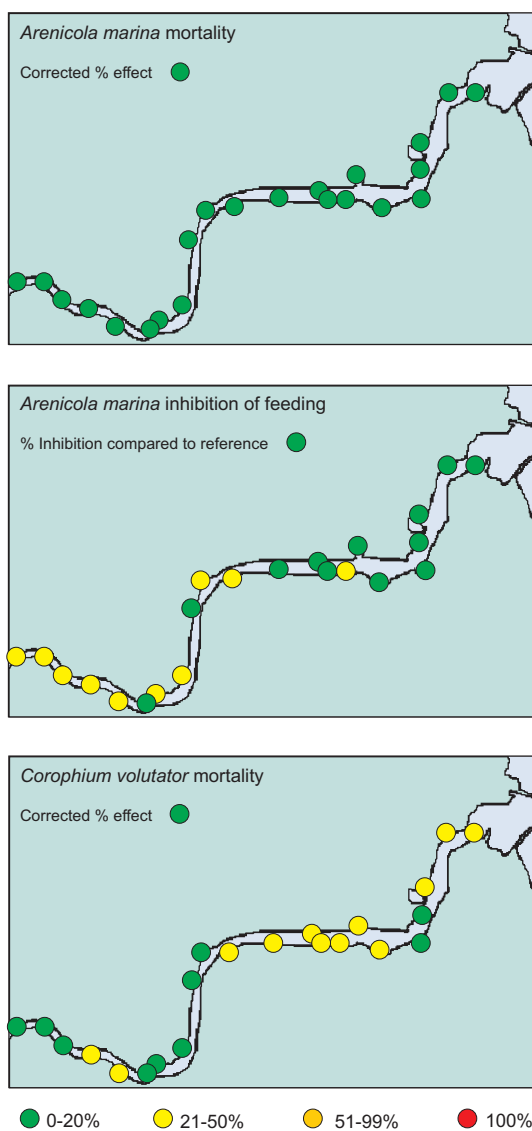 Arenicola marina mortality
Corrected % effect
Arenicola marina inhibition of feeding
% Inhibition compared to reference
Corophium volutator mortality
Corrected % effect
0-20% 21-50% 51-99% 100%